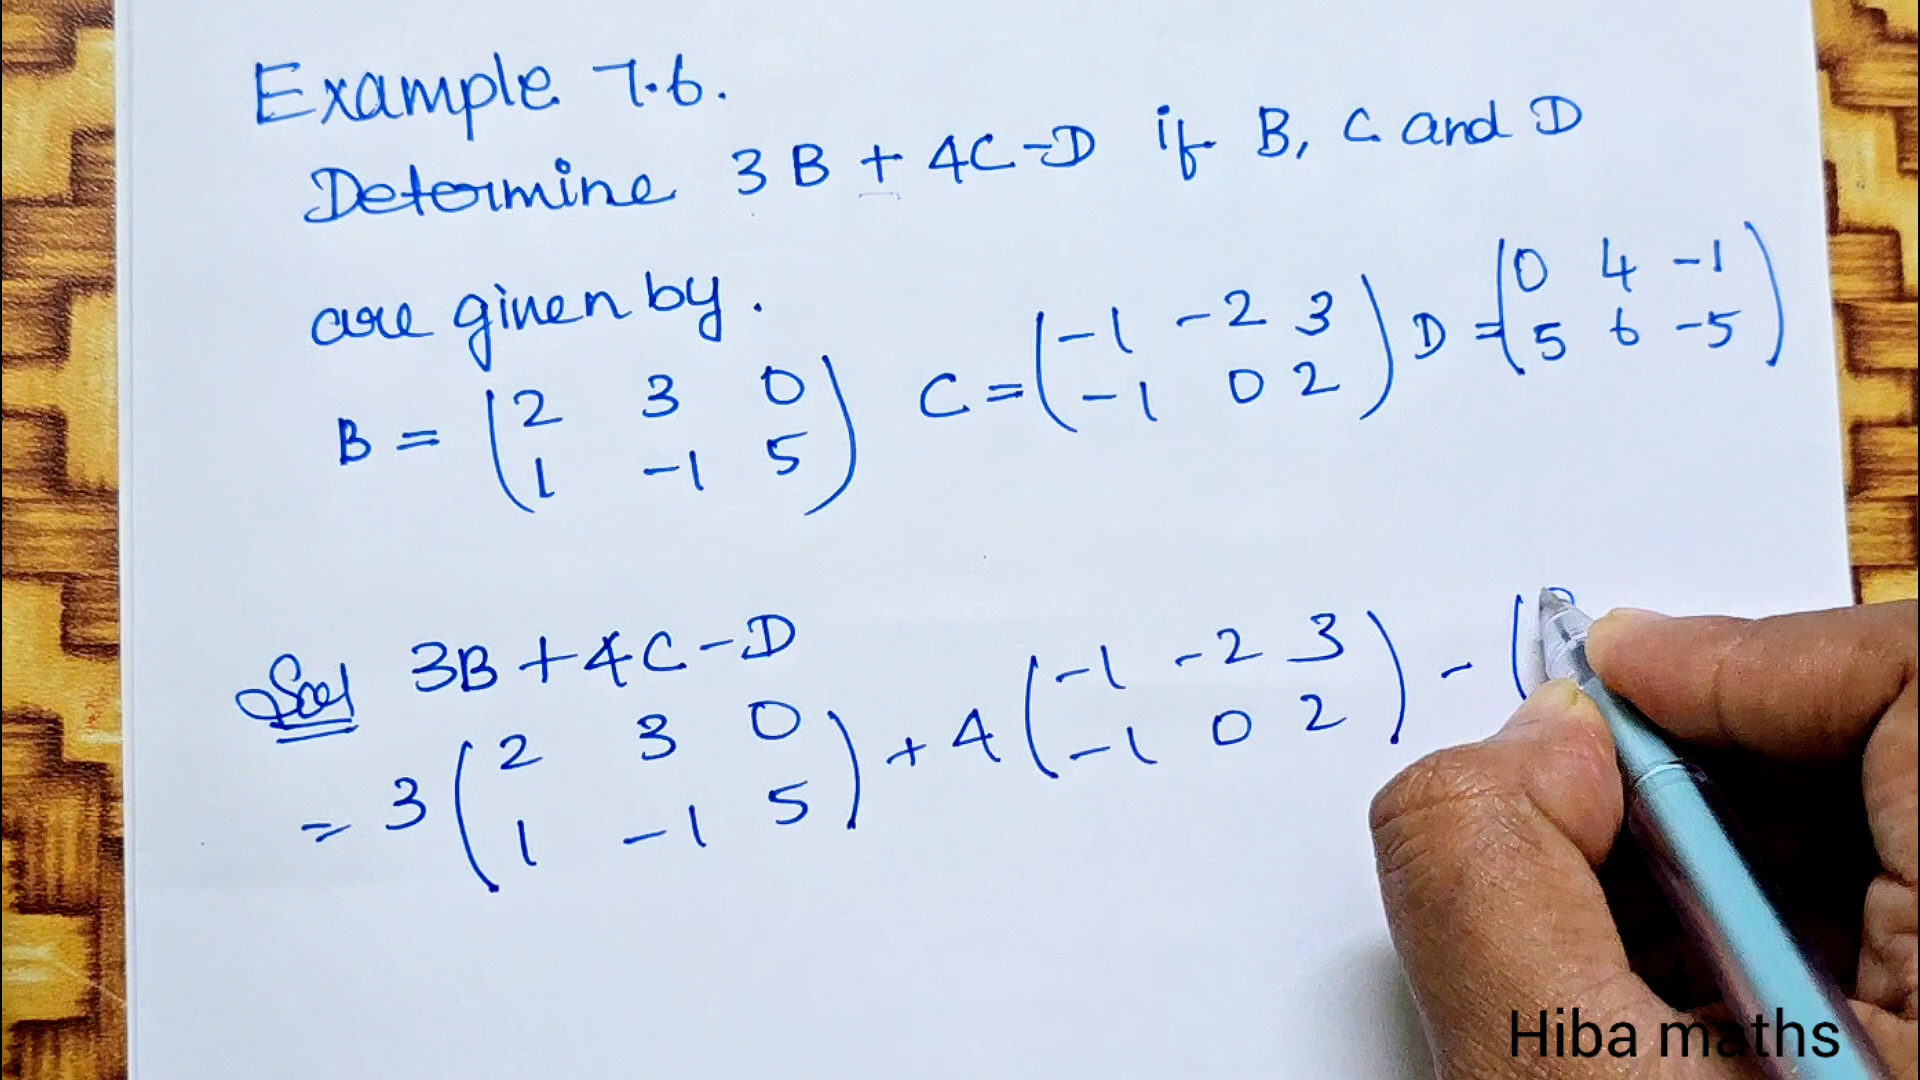 Example 7.6.
Determine 3B + 4C-D if B, C and D
are given by.
B = (2 3 0 C = (-1 -2 3) D = (0 4 -1
1 -1 5) -1 0 2 5 6 -5)
Sol 3B+4C-D
= 3 (2 3 0 + 4 (-1 -2 3) - (
1 -1 5) -1 0 2
Hiba maths